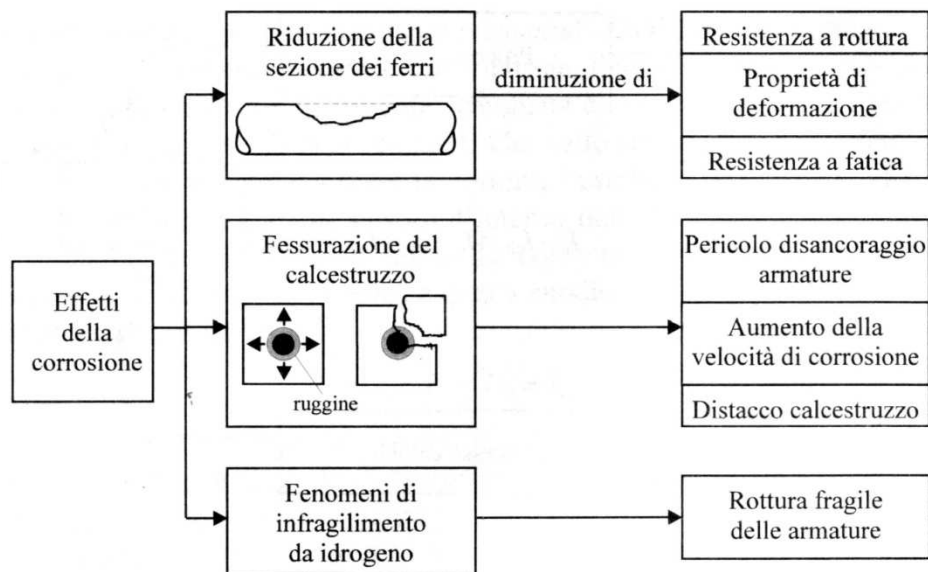 Effetti
della
corrosione
Riduzione della
sezione dei ferri
diminuzione di
Resistenza a rottura
Proprietà di
deformazione
Resistenza a fatica
Fessurazione del
calcestruzzo
ruggine
Pericolo disancoraggio
armature
Aumento della
velocità di corrosione
Distacco calcestruzzo
Fenomeni di
infragilimento
da idrogeno
Rottura fragile
delle armature